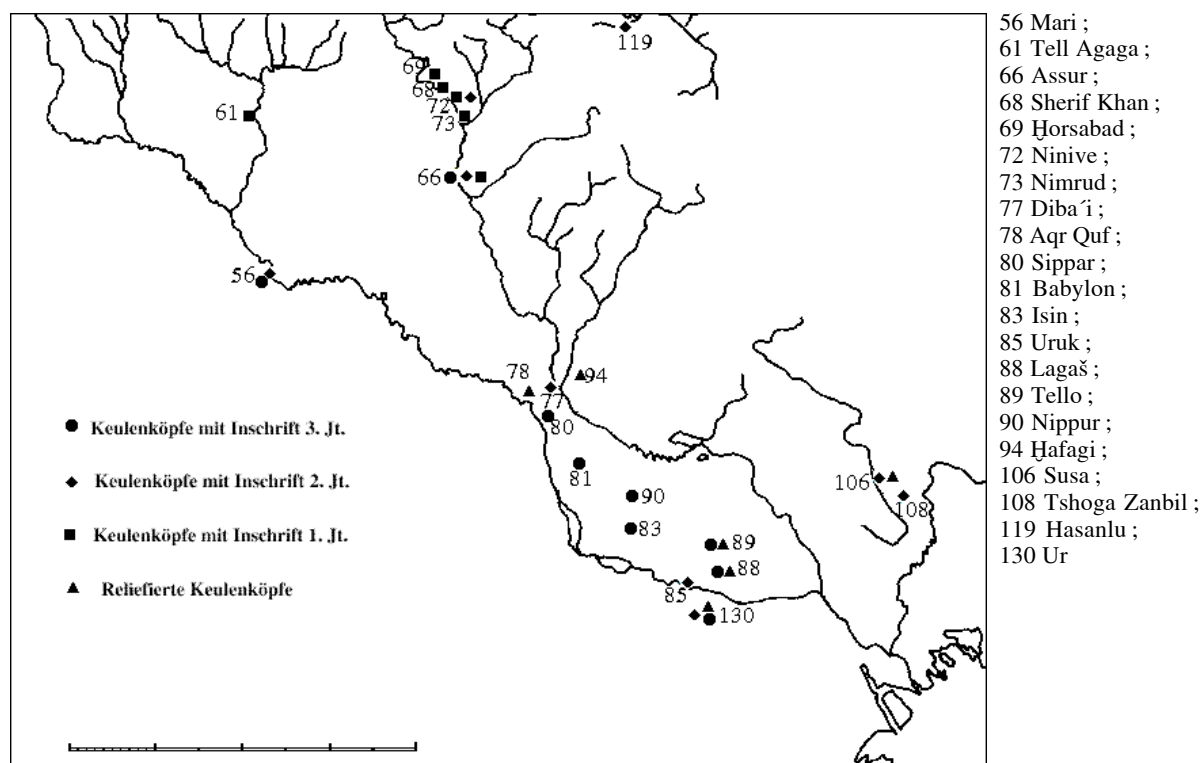 119
69
68
72
73
61
66
56
78
94
77
80
81
90
83
106
108
89
88
85
130
Keulenköpfe mit Inschrift 3. Jt.
Keulenköpfe mit Inschrift 2. Jt.
Keulenköpfe mit Inschrift 1. Jt.
Reliefierte Keulenköpfe
56 Mari ;
61 Tell Agaga ;
66 Assur ;
68 Sherif Khan ;
69 Ḫorsabad ;
72 Ninive ;
73 Nimrud ;
77 Diba´i ;
78 Aqr Quf ;
80 Sippar ;
81 Babylon ;
83 Isin ;
85 Uruk ;
88 Lagaš ;
89 Tello ;
90 Nippur ;
94 Ḫafagi ;
106 Susa ;
108 Tshoga Zanbil ;
119 Hasanlu ;
130 Ur